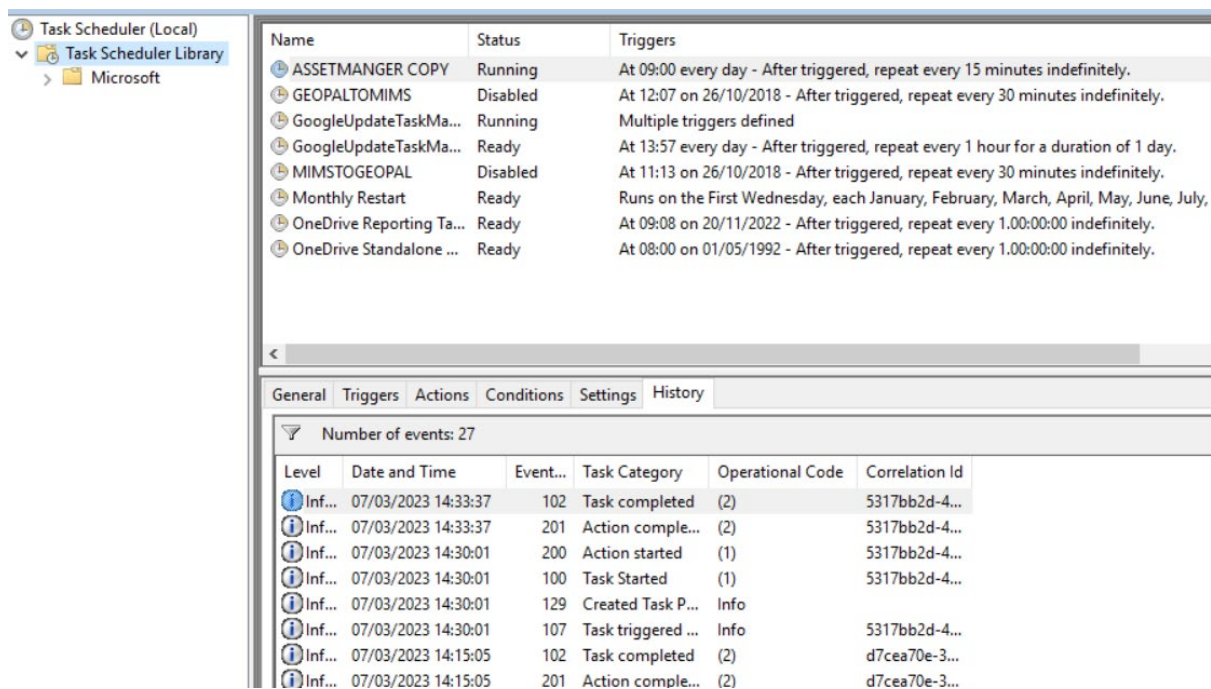 Task Scheduler (Local)
Task Scheduler Library
Microsoft
Name Status Triggers
ASSETMANGER COPY Running At 09:00 every day - After triggered, repeat every 15 minutes indefinitely.
GEOPALTOMIMS Disabled At 12:07 on 26/10/2018 - After triggered, repeat every 30 minutes indefinitely.
GoogleUpdateTaskMa... Running Multiple triggers defined
GoogleUpdateTaskMa... Ready At 13:57 every day - After triggered, repeat every 1 hour for a duration of 1 day.
MIMSTOGEOPAL Disabled At 11:13 on 26/10/2018 - After triggered, repeat every 30 minutes indefinitely.
Monthly Restart Ready Runs on the First Wednesday, each January, February, March, April, May, June, July,
OneDrive Reporting Ta... Ready At 09:08 on 20/11/2022 - After triggered, repeat every 1.00:00:00 indefinitely.
OneDrive Standalone ... Ready At 08:00 on 01/05/1992 - After triggered, repeat every 1.00:00:00 indefinitely.
General Triggers Actions Conditions Settings History
Number of events: 27
Level Date and Time Event... Task Category Operational Code Correlation Id
Inf... 07/03/2023 14:33:37 102 Task completed (2) 5317bb2d-4...
Inf... 07/03/2023 14:33:37 201 Action comple... (2) 5317bb2d-4...
Inf... 07/03/2023 14:30:01 200 Action started (1) 5317bb2d-4...
Inf... 07/03/2023 14:30:01 100 Task Started (1) 5317bb2d-4...
Inf... 07/03/2023 14:30:01 129 Created Task P... Info
Inf... 07/03/2023 14:30:01 107 Task triggered ... Info 5317bb2d-4...
Inf... 07/03/2023 14:15:05 102 Task completed (2) d7cea70e-3...
Inf... 07/03/2023 14:15:05 201 Action comple... (2) d7cea70e-3...